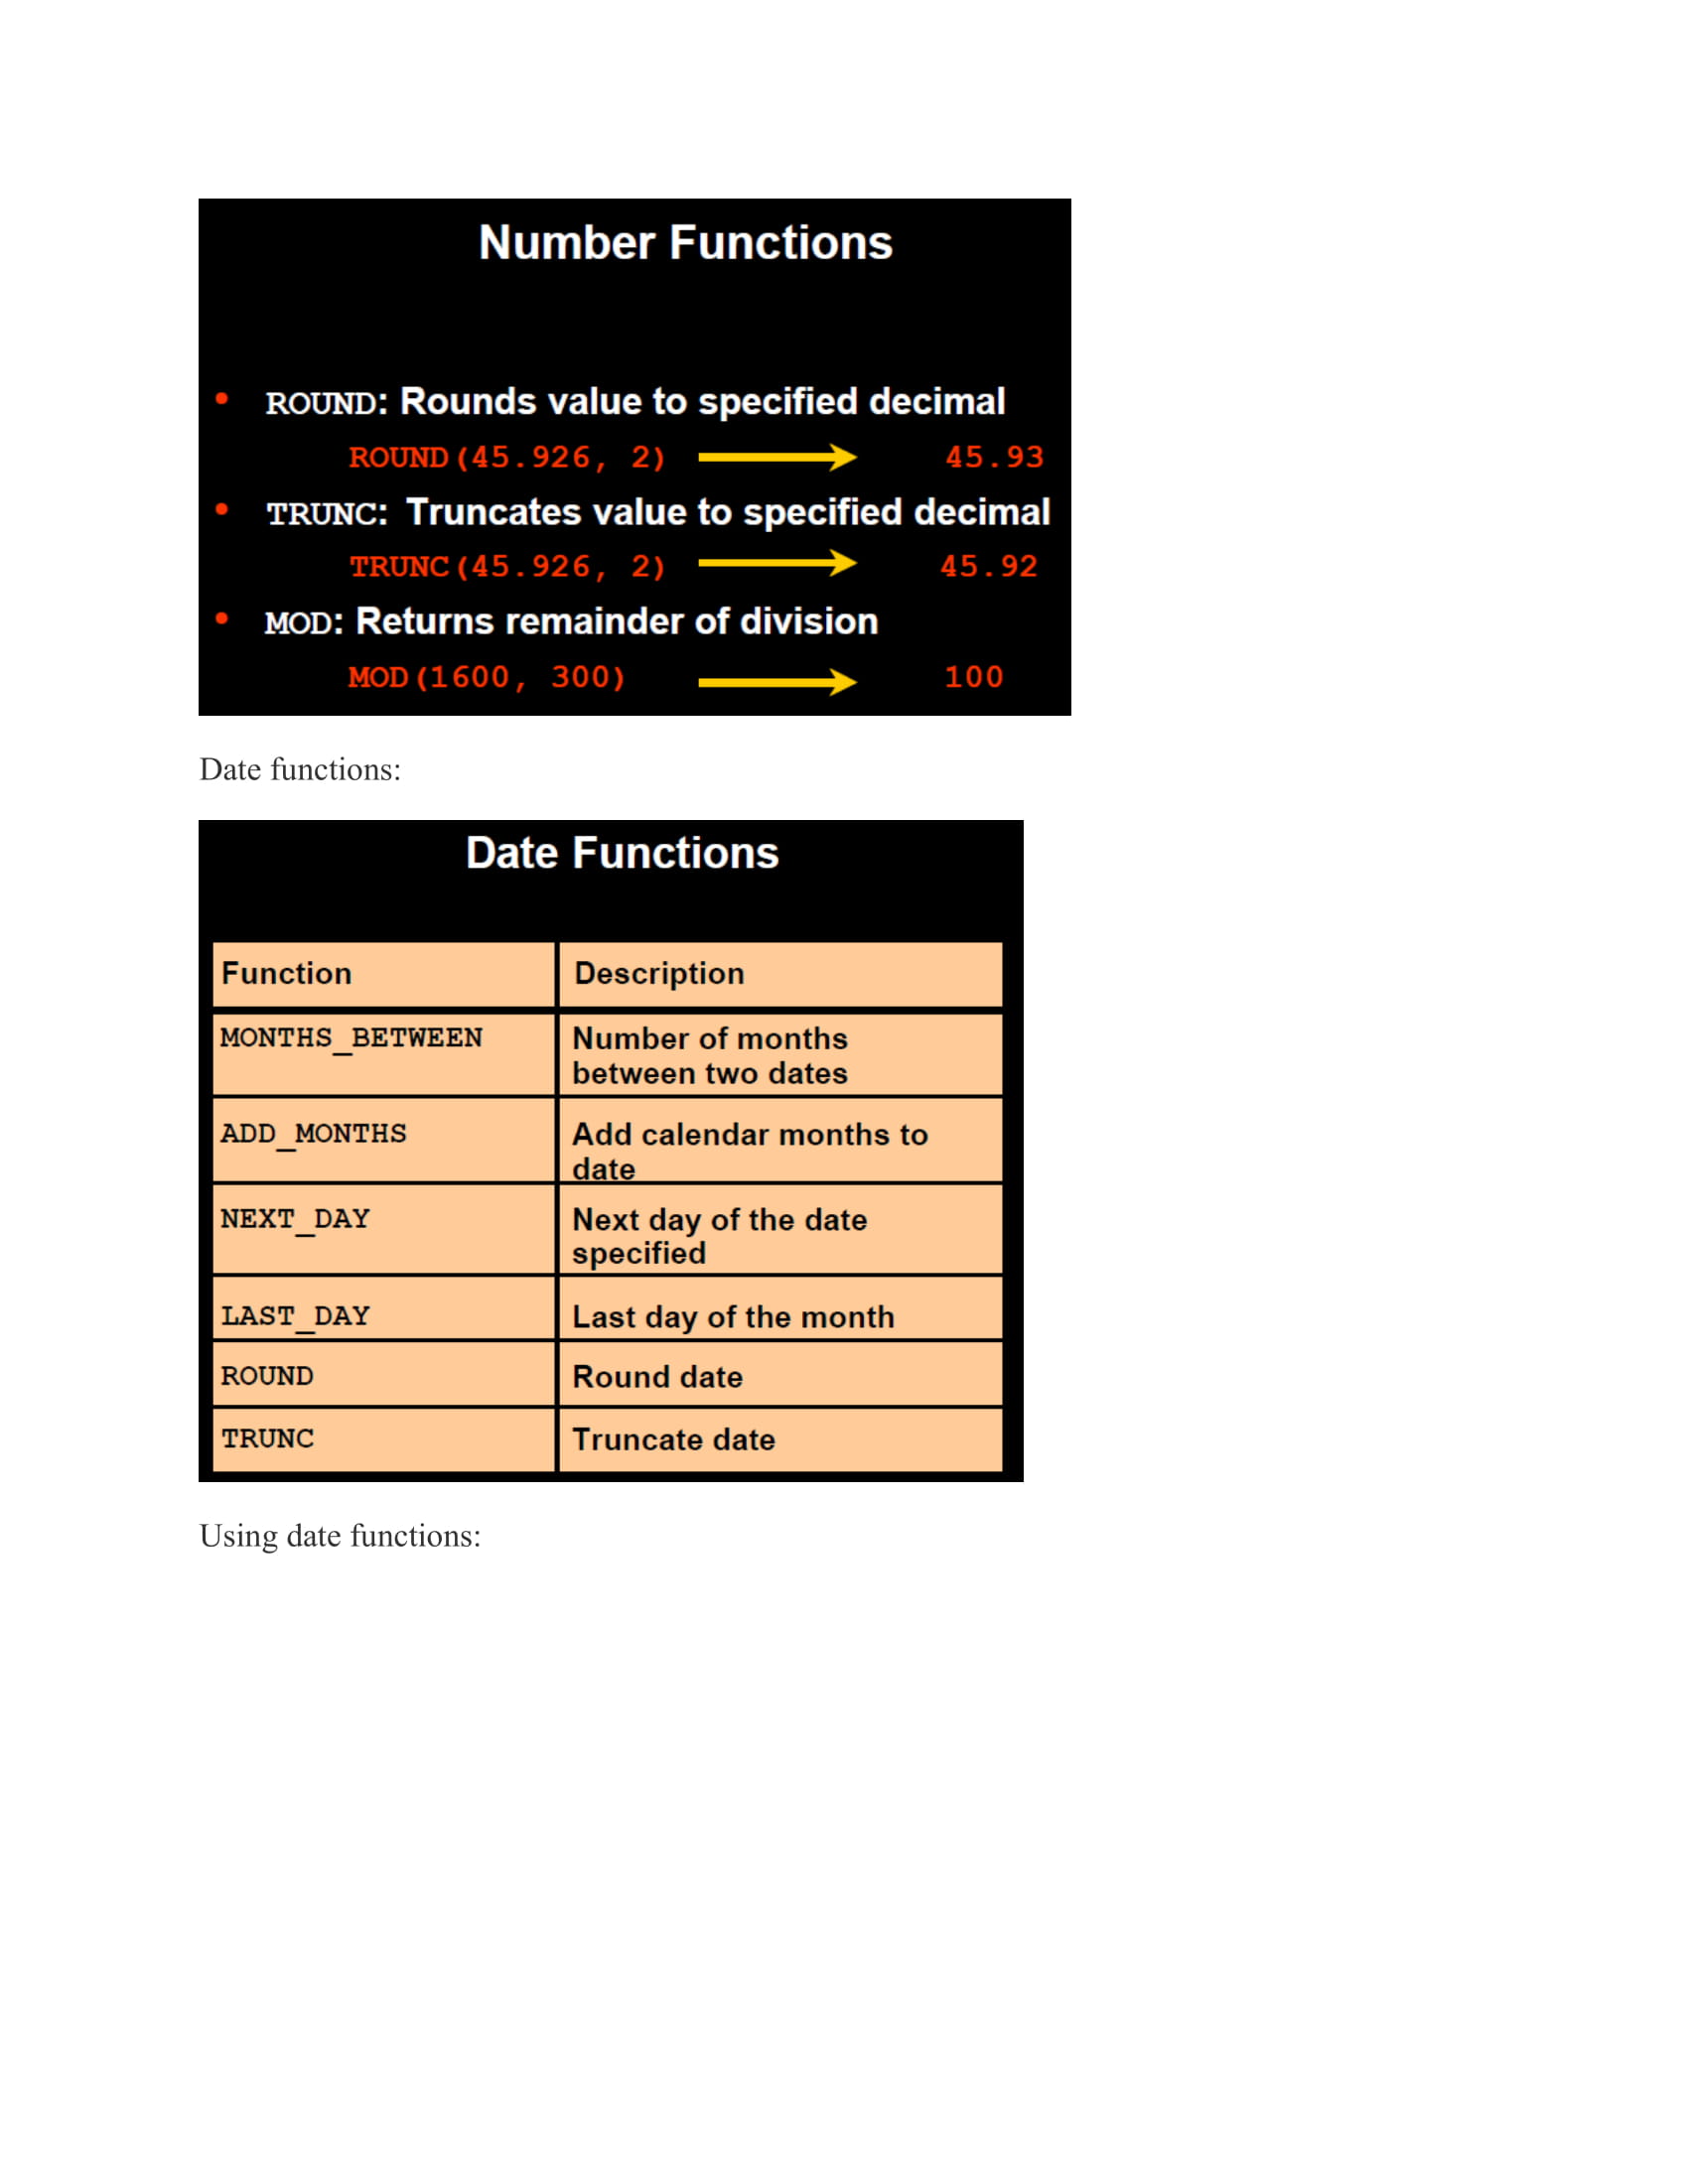 Number Functions
• ROUND: Rounds value to specified decimal
ROUND(45.926, 2) 45.93
• TRUNC: Truncates value to specified decimal
TRUNC(45.926, 2) 45.92
• MOD: Returns remainder of division
MOD(1600, 300) 100
Date functions:
Date Functions
Function Description
MONTHS_BETWEEN Number of months
between two dates
ADD_MONTHS Add calendar months to
date
NEXT_DAY Next day of the date
specified
LAST_DAY Last day of the month
ROUND Round date
TRUNC Truncate date
Using date functions: